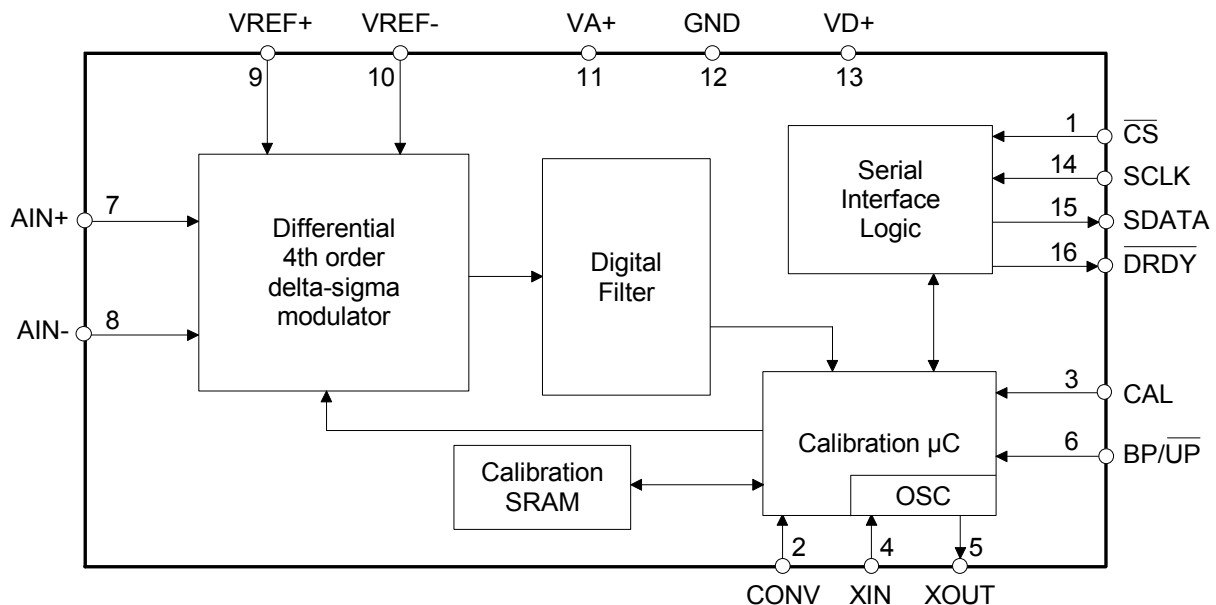 VREF+ VREF- VA+ GND VD+
9 10 11 12 13
1 CS
14 SCLK
15 SDATA
16 DRDY
Serial
Interface
Logic
AIN+ 7
AIN- 8
Differential
4th order
delta-sigma
modulator
Digital
Filter
3 CAL
6 BP/UP
Calibration µC
OSC
Calibration
SRAM
2 4 5
CONV XIN XOUT